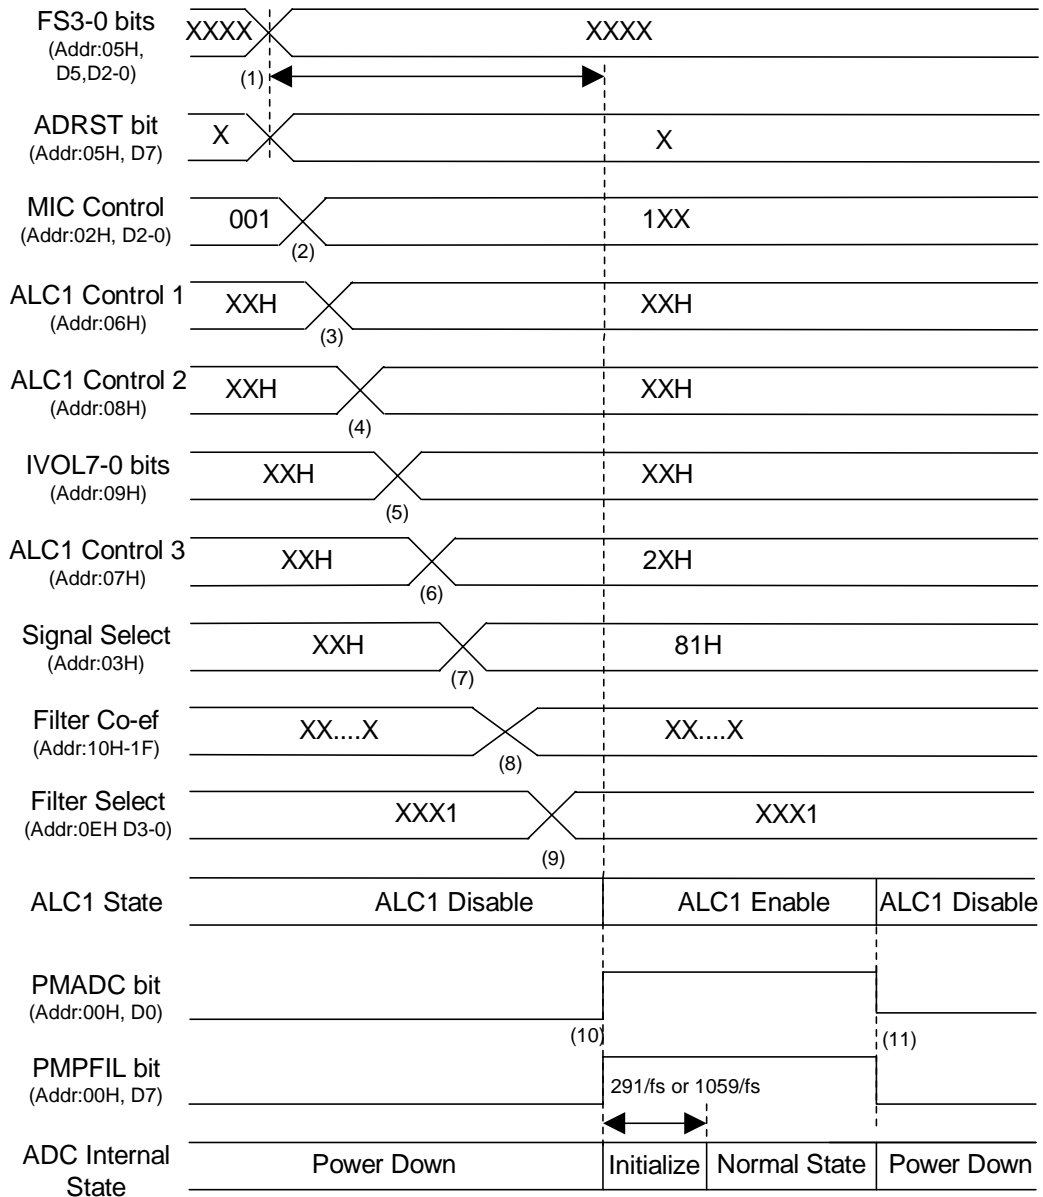 FS3-0 bits
(Addr:05H,
D5,D2-0)
XXXX
XXXX
(1)
ADRST bit
(Addr:05H, D7)
X
X
MIC Control
(Addr:02H, D2-0)
001
1XX
(2)
ALC1 Control 1
(Addr:06H)
XXH
XXH
(3)
ALC1 Control 2
(Addr:08H)
XXH
XXH
(4)
IVOL7-0 bits
(Addr:09H)
XXH
XXH
(5)
ALC1 Control 3
(Addr:07H)
XXH
2XH
(6)
Signal Select
(Addr:03H)
XXH
81H
(7)
Filter Co-ef
(Addr:10H-1F)
XX....X
XX....X
(8)
Filter Select
(Addr:0EH D3-0)
XXX1
XXX1
(9)
ALC1 State
ALC1 Disable
ALC1 Enable
ALC1 Disable
PMADC bit
(Addr:00H, D0)
(10)
(11)
PMPFIL bit
(Addr:00H, D7)
291/fs or 1059/fs
ADC Internal
State
Power Down
Initialize
Normal State
Power Down